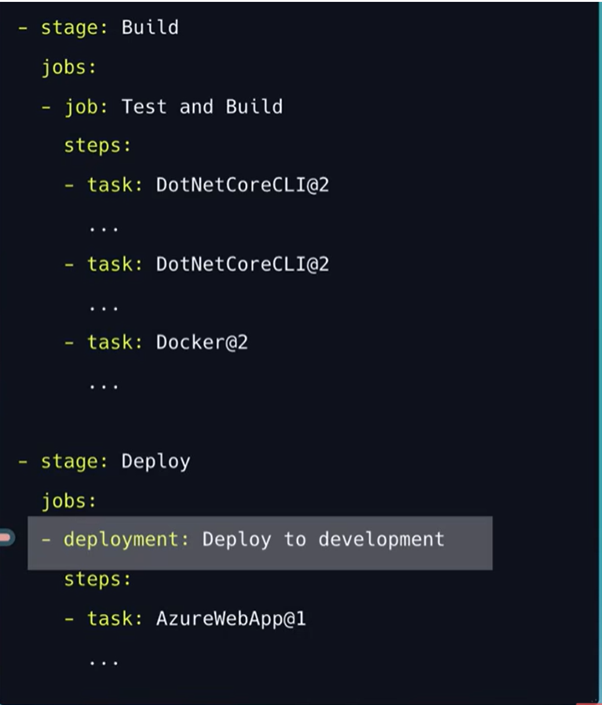 - stage: Build
jobs:
- job: Test and Build
steps:
- task: DotNetCoreCLI@2
...
- task: DotNetCoreCLI@2
...
- task: Docker@2
...
- stage: Deploy
jobs:
- deployment: Deploy to development
steps:
- task: AzureWebApp@1
...